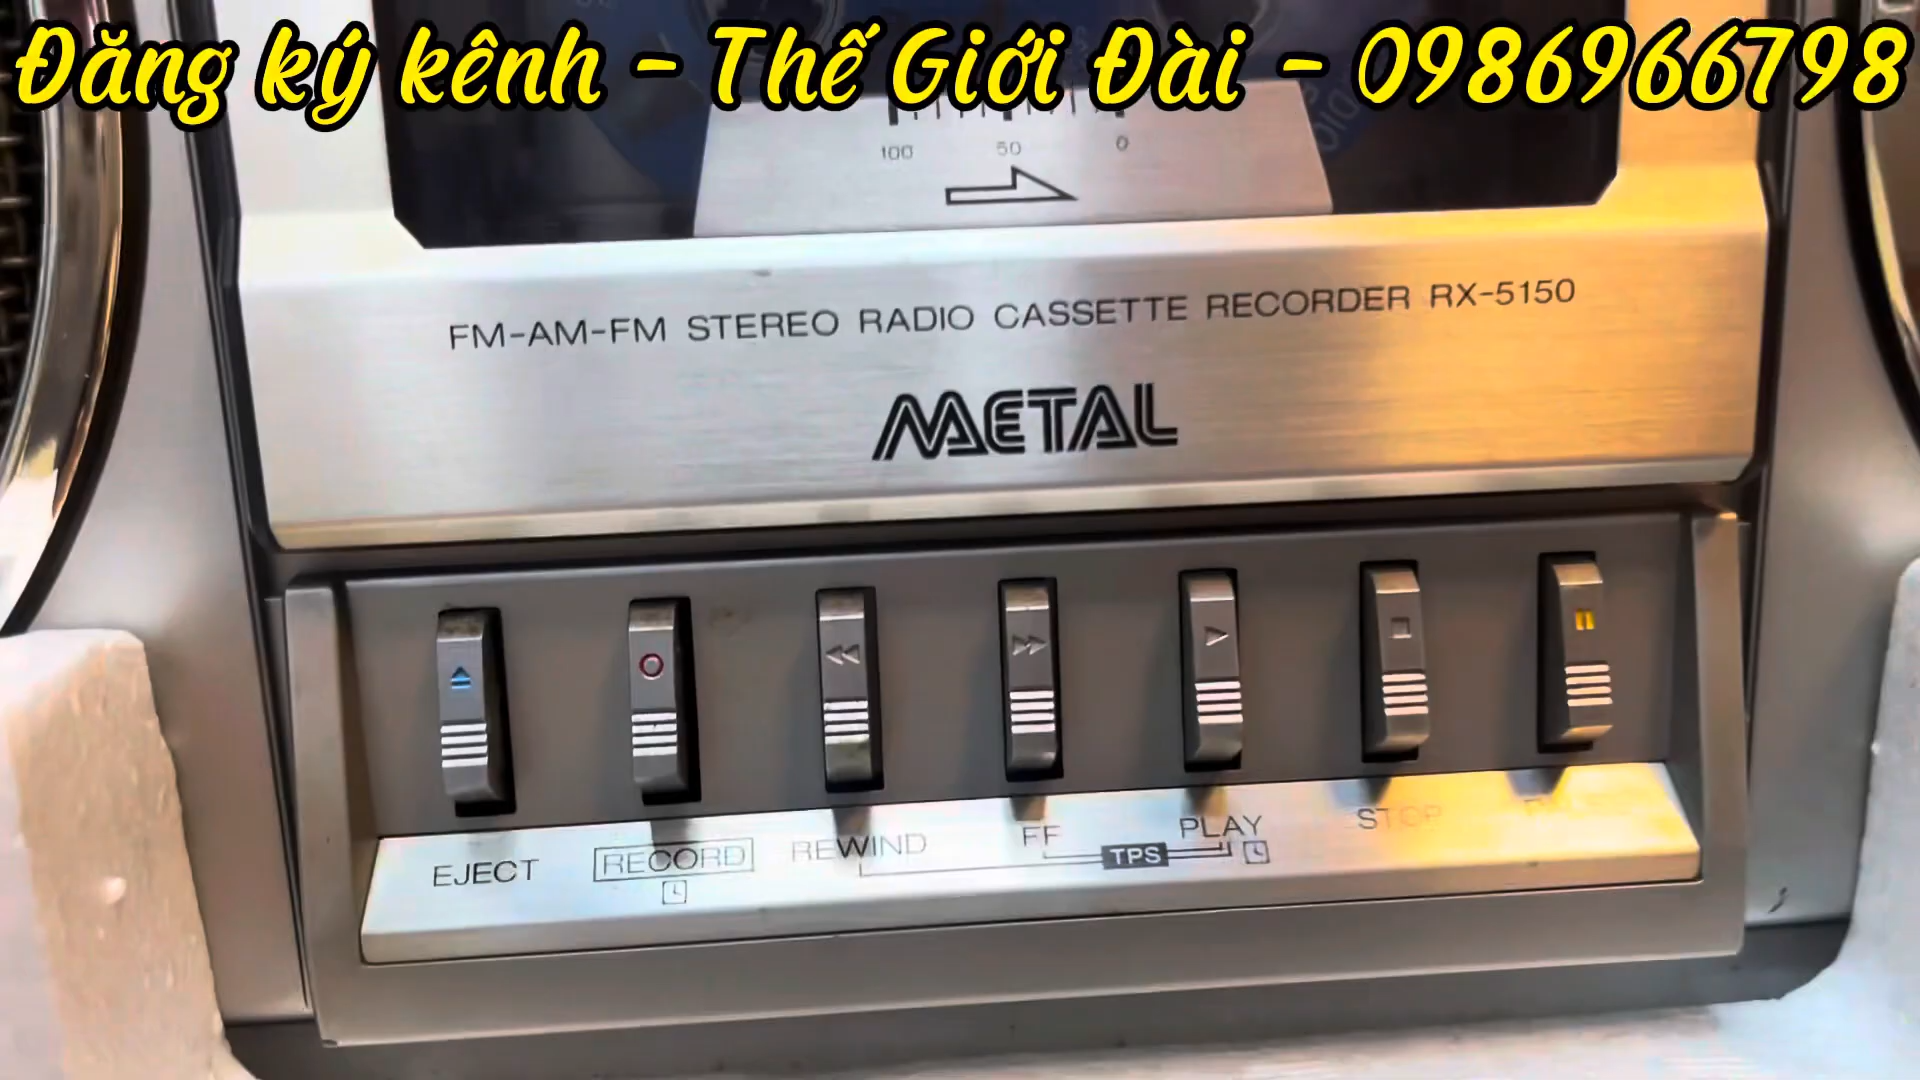 Đăng ký kênh - Thế Giới Đài - 0986966798
100 50 0
FM-AM-FM STEREO RADIO CASSETTE RECORDER RX-5150
METAL
EJECT RECORD REWIND FF PLAY STOP
TPS